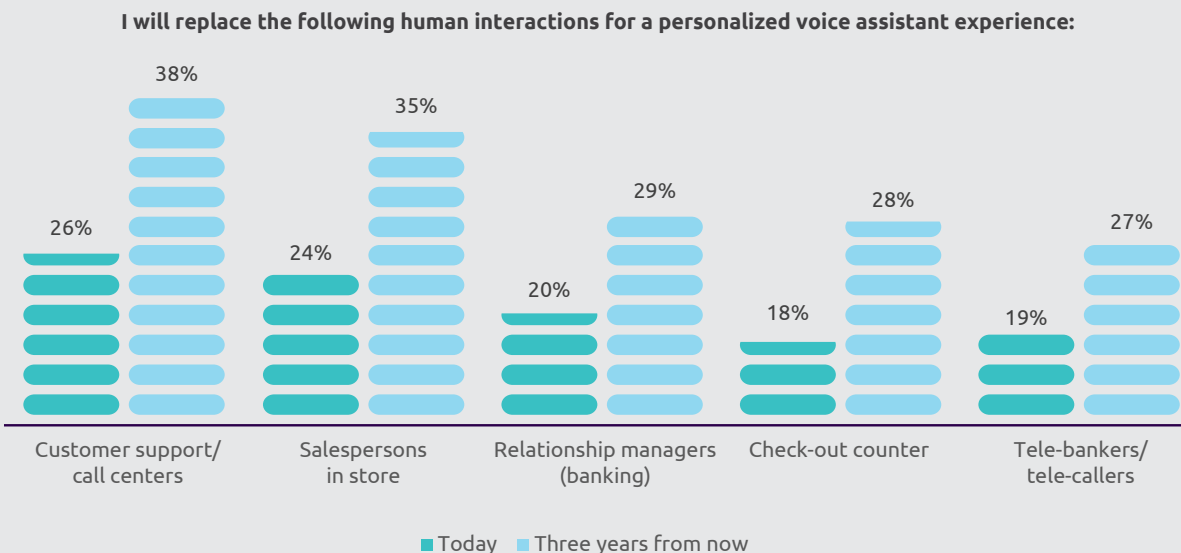 I will replace the following human interactions for a personalized voice assistant experience:
38%
35%
29%
28%
26%
27%
24%
20%
18%
19%
Customer support/
call centers
Salespersons
in store
Relationship managers
(banking)
Check-out counter
Tele-bankers/
tele-callers
Today
Three years from now